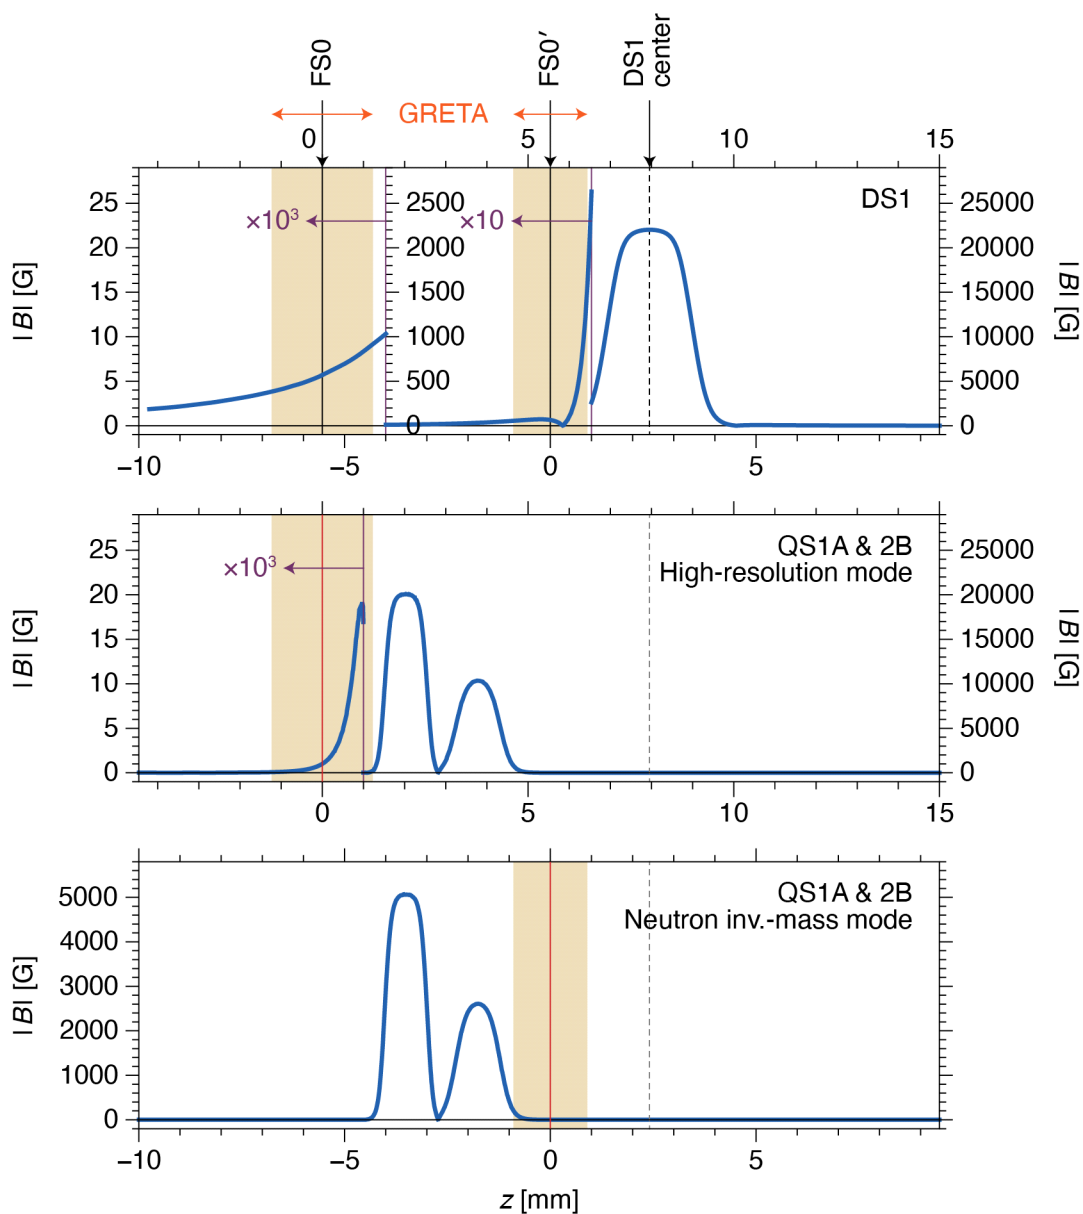 FS0
FS0′
DS1
center
GRETA
0 5 10 15
DS1
×10³
×10
|B| [G]
25
20
15
10
5
0
2500
2000
1500
1000
500
0
25000
20000
15000
10000
5000
0
|B|
[G]
−10 −5 0 5
QS1A & 2B
High-resolution mode
×10³
|B| [G]
25
20
15
10
5
0
25000
20000
15000
10000
5000
0
|B|
[G]
0 5 10 15
QS1A & 2B
Neutron inv.-mass mode
|B| [G]
5000
4000
3000
2000
1000
0
−10 −5 0 5
z [mm]